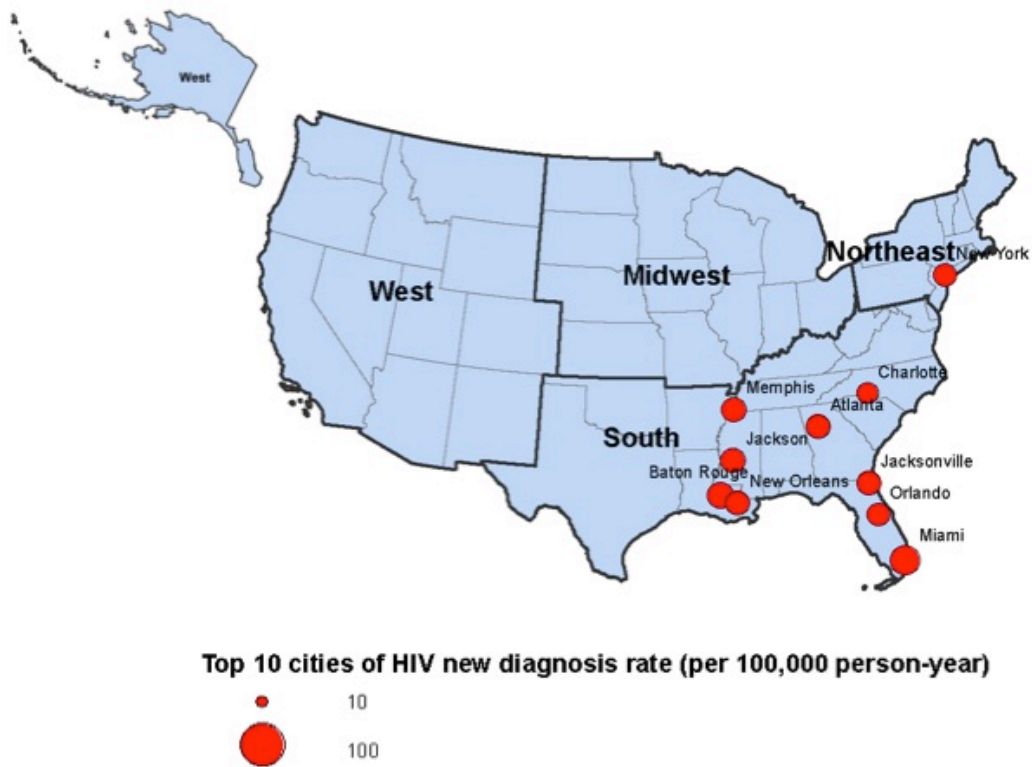 West
Northeast
New York
Midwest
West
Charlotte
Memphis
Atlanta
South
Jackson
Jacksonville
Baton Rouge
New Orleans
Orlando
Miami
Top 10 cities of HIV new diagnosis rate (per 100,000 person-year)
10
100